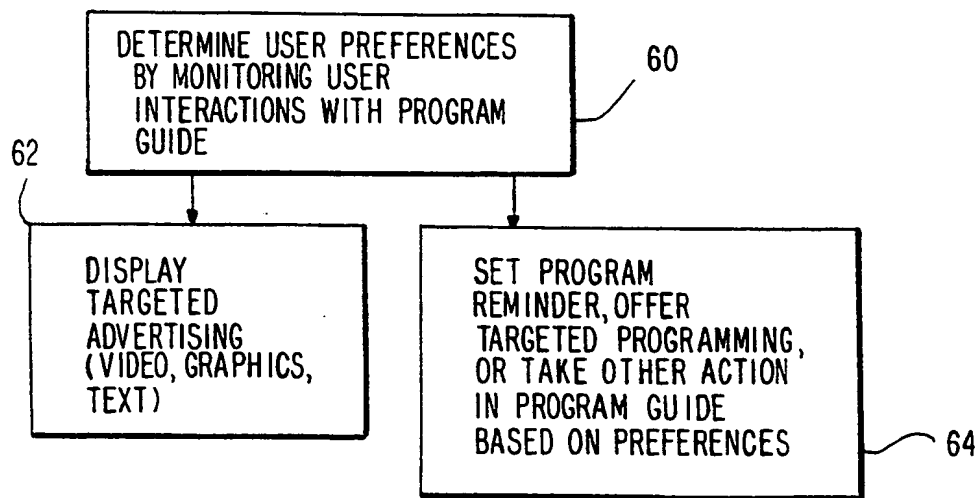 DETERMINE USER PREFERENCES
BY MONITORING USER
INTERACTIONS WITH PROGRAM
GUIDE
60
62
DISPLAY
TARGETED
ADVERTISING
(VIDEO, GRAPHICS,
TEXT)
SET PROGRAM
REMINDER, OFFER
TARGETED PROGRAMMING,
OR TAKE OTHER ACTION
IN PROGRAM GUIDE
BASED ON PREFERENCES
64